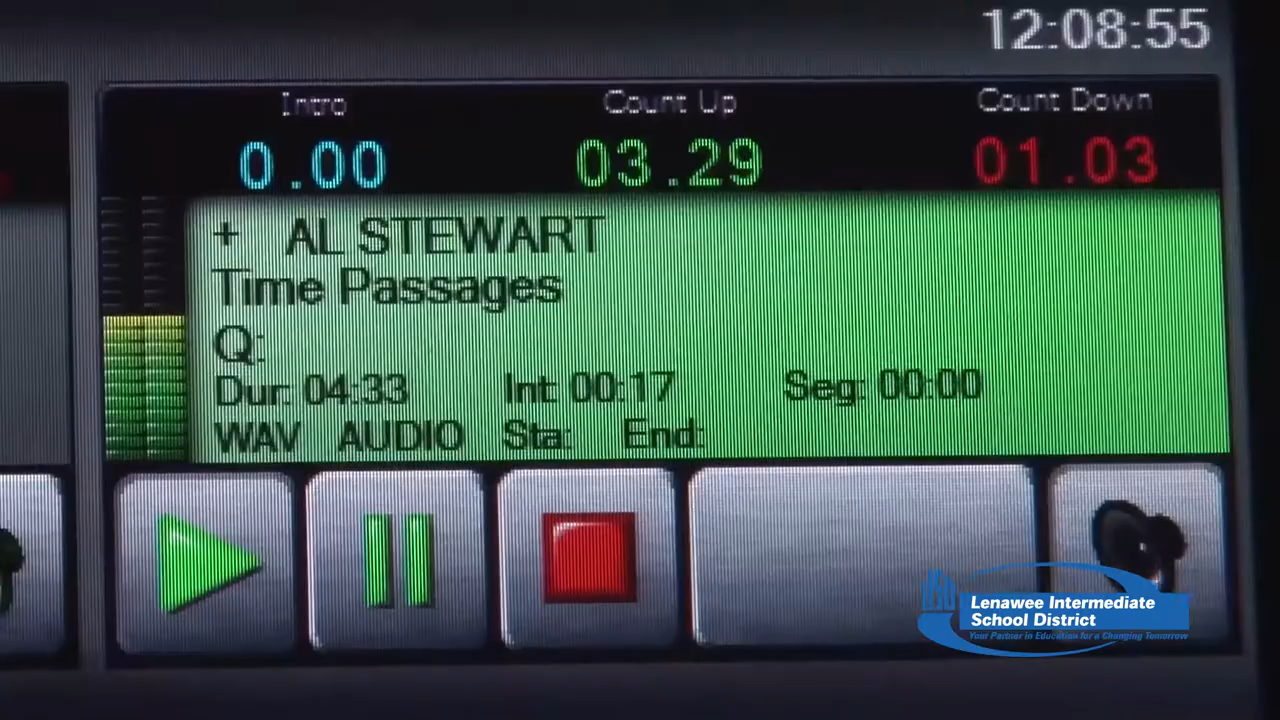 12:08:55
Intro Count Up Count Down
0.00 03.29 01.03
+ AL STEWART
Time Passages
Q:
Dur: 04:33 Int: 00:17 Seg: 00:00
WAV AUDIO Sta: End:
LISD
Lenawee Intermediate
School District
Your Partner in Education for a Changing Tomorrow